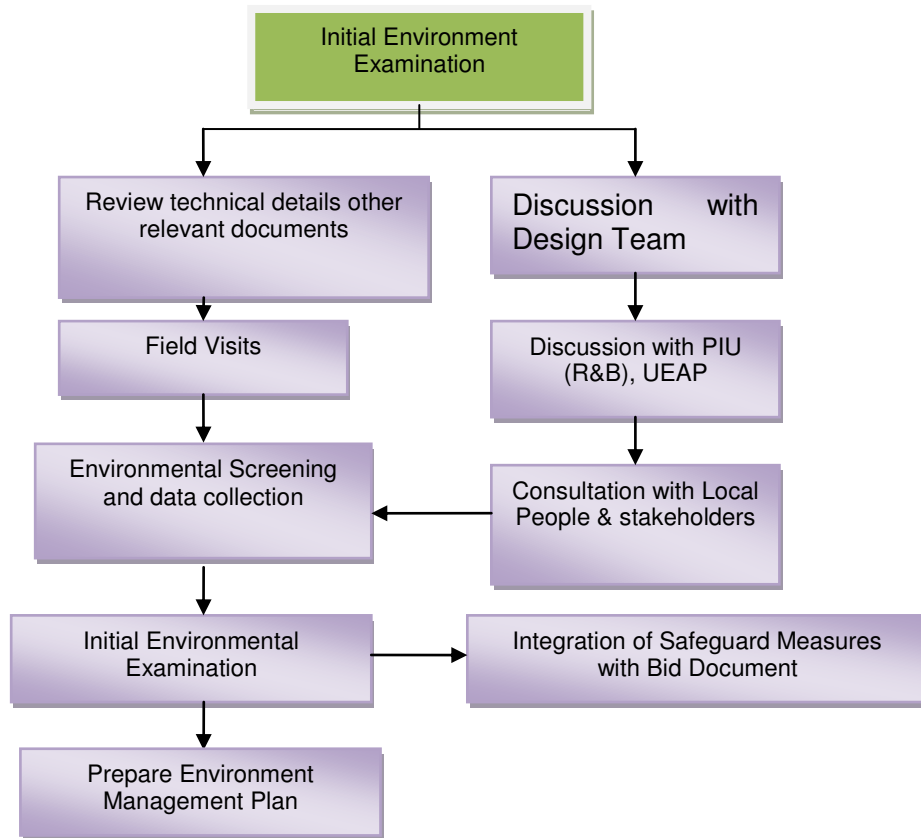 Initial Environment
Examination
Review technical details other
relevant documents
Discussion with
Design Team
Field Visits
Discussion with PIU
(R&B), UEAP
Environmental Screening
and data collection
Consultation with Local
People & stakeholders
Initial Environmental
Examination
Integration of Safeguard Measures
with Bid Document
Prepare Environment
Management Plan